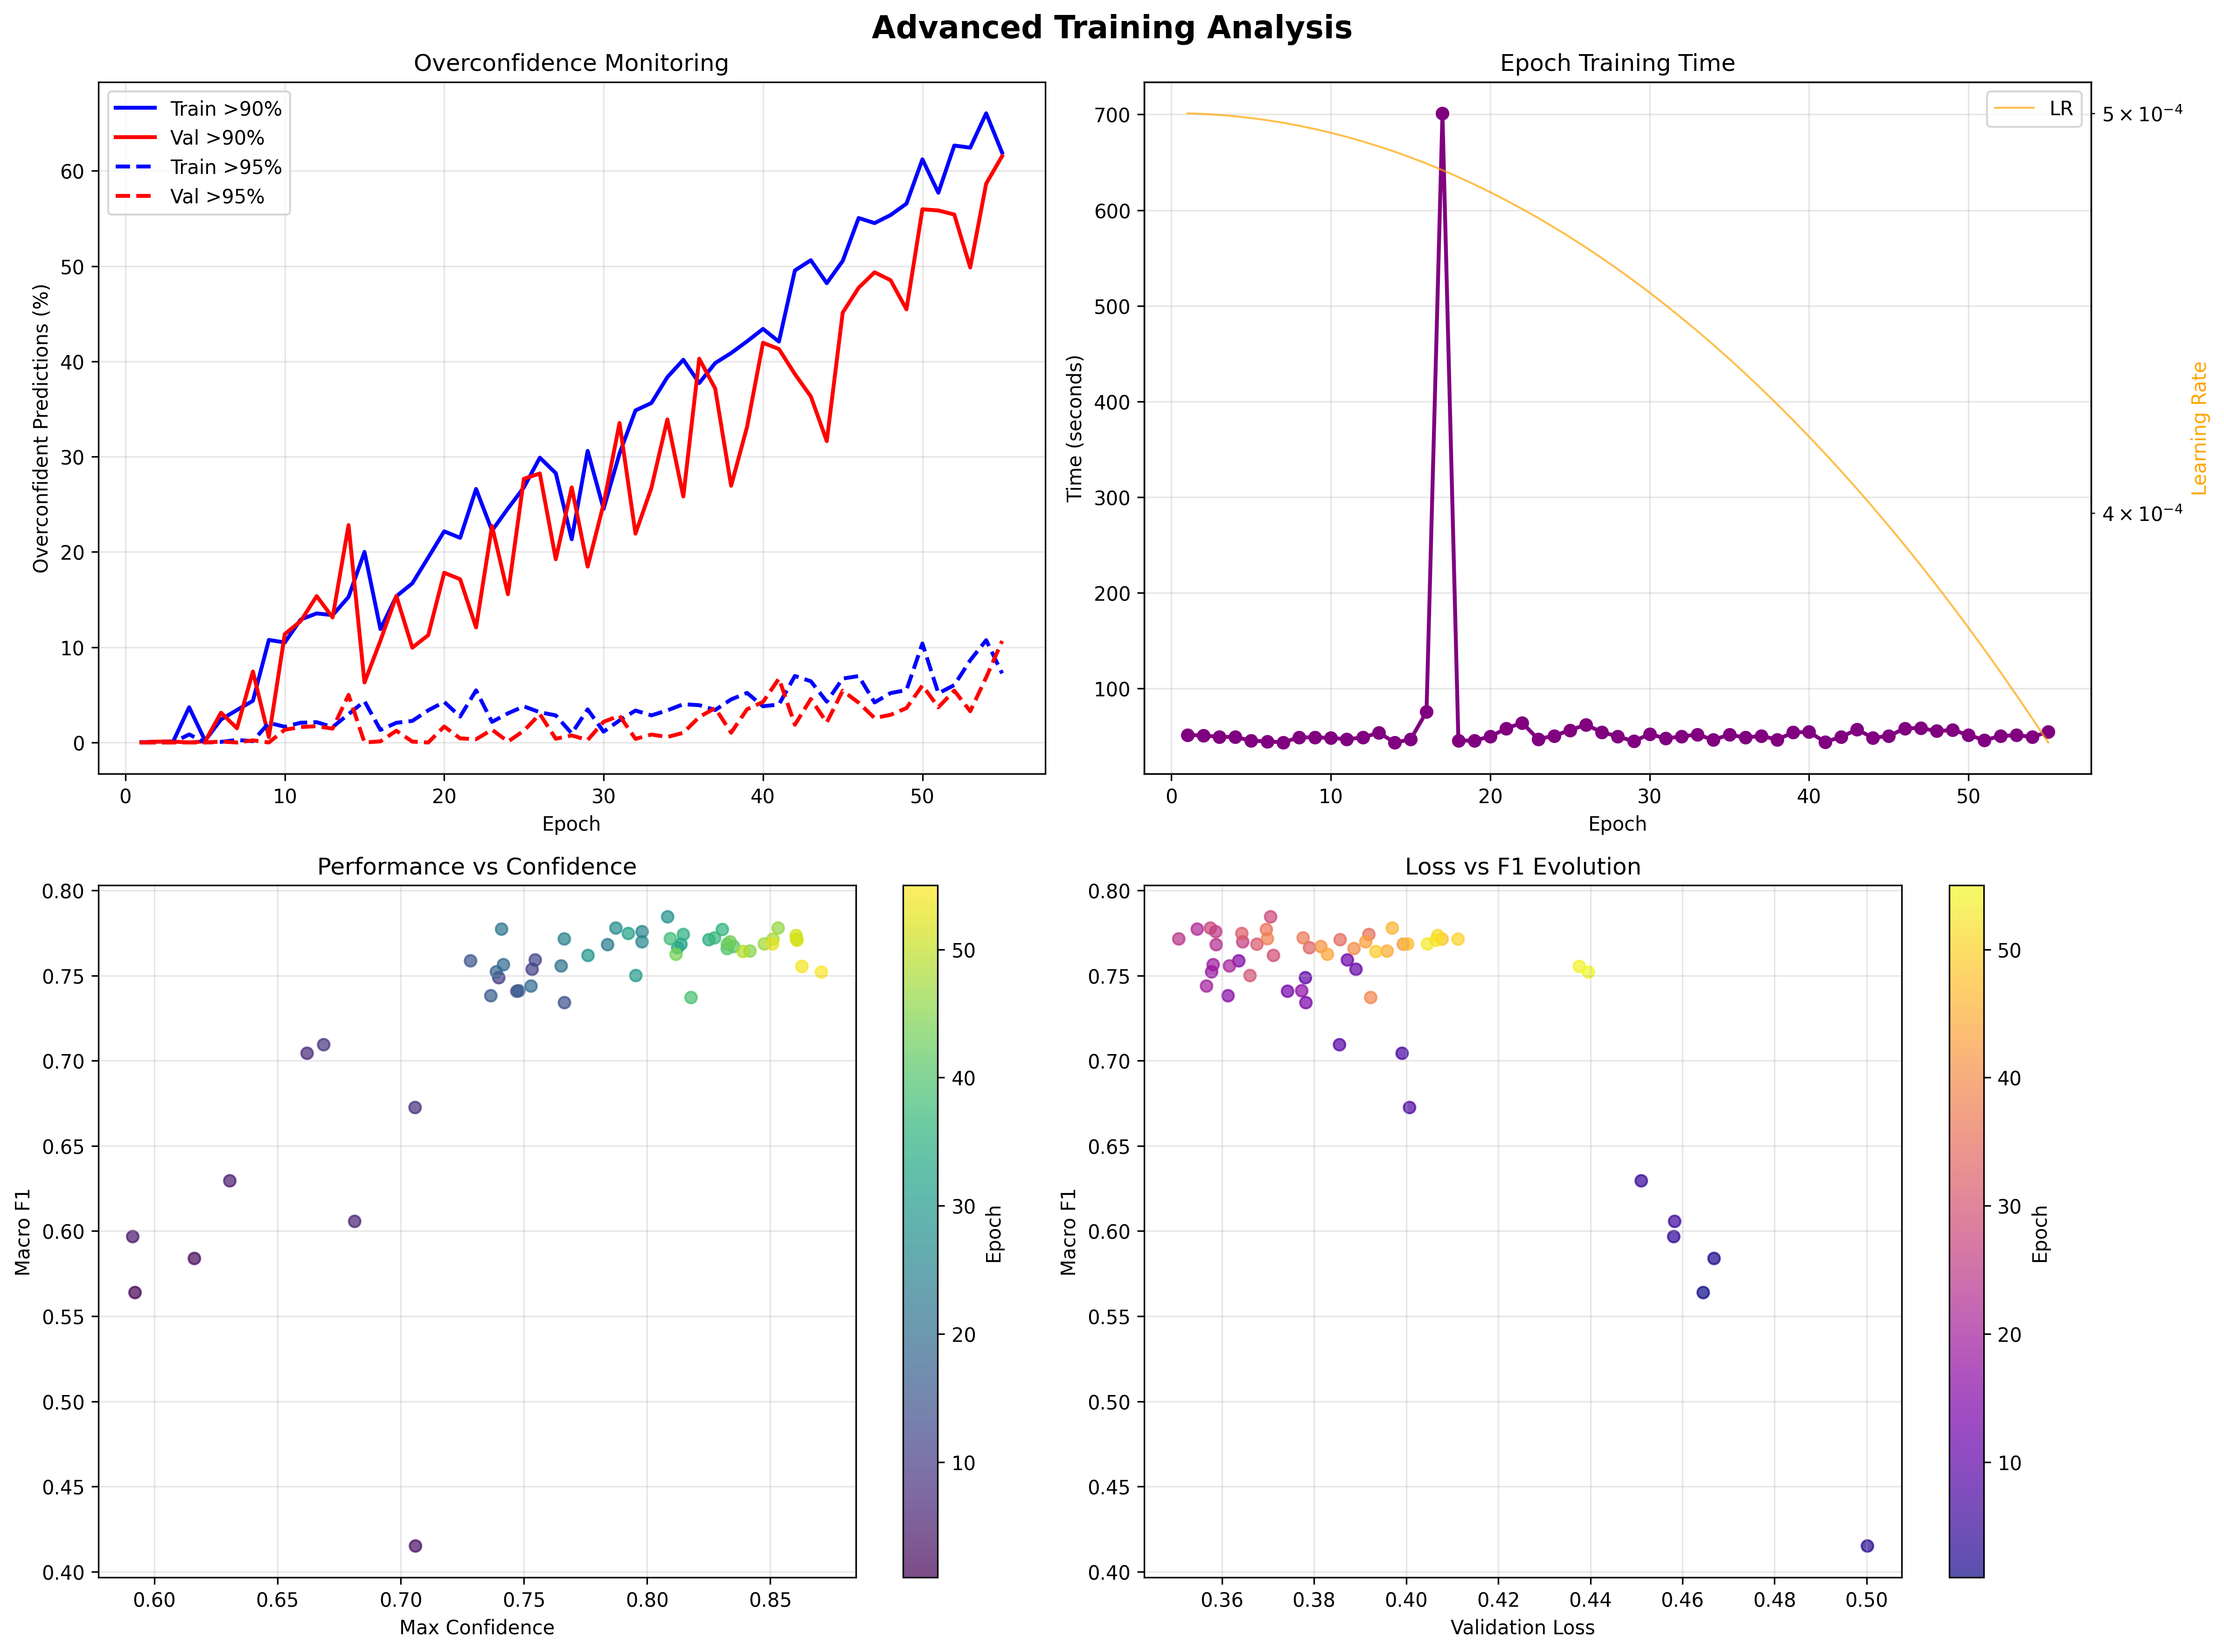 Advanced Training Analysis
Overconfidence Monitoring
Train >90%
Val >90%
Train >95%
Val >95%
Overconfident Predictions (%)
60
50
40
30
20
10
0
0 10 20 30 40 50
Epoch
Epoch Training Time
LR
Time (seconds)
700
600
500
400
300
200
100
0 10 20 30 40 50
Epoch
5 × 10⁻⁴
4 × 10⁻⁴
Learning Rate
Performance vs Confidence
Macro F1
0.80
0.75
0.70
0.65
0.60
0.55
0.50
0.45
0.40
0.60 0.65 0.70 0.75 0.80 0.85
Max Confidence
50
40
30
20
10
Epoch
Loss vs F1 Evolution
Macro F1
0.80
0.75
0.70
0.65
0.60
0.55
0.50
0.45
0.40
0.36 0.38 0.40 0.42 0.44 0.46 0.48 0.50
Validation Loss
50
40
30
20
10
Epoch